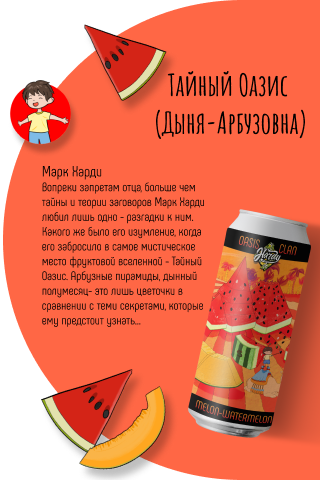 Тайный Оазис
(Дыня-Арбузовна)
Марк Харди
Вопреки запретам отца, больше чем
тайны и теории заговоров Марк Харди
любил лишь одно - разгадки к ним.
Какого же было его изумление, когда
его забросило в самое мистическое
место фруктовой вселенной - Тайный
Оазис. Арбузные пирамиды, дынный
полумесяц- это лишь цветочки в
сравнении с теми секретами, которые
ему предстоит узнать...
OASIS CLAN
Hardy
MELON-WATERMELON